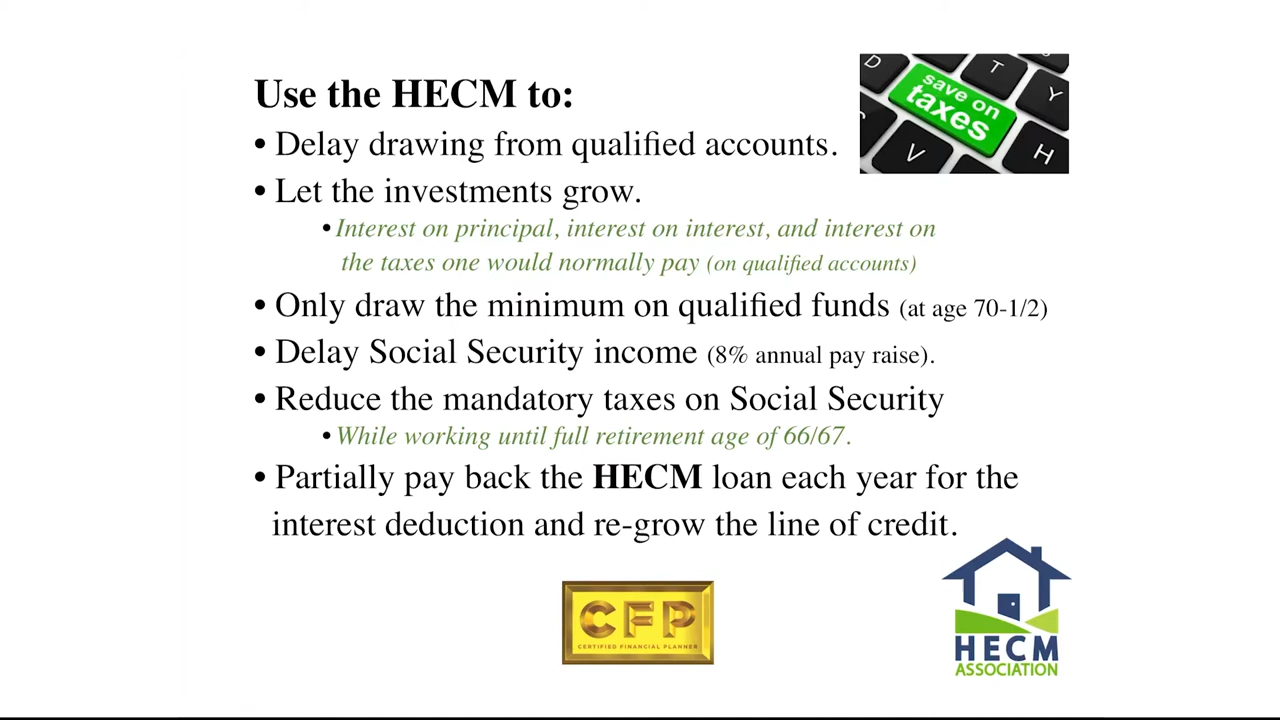 Use the HECM to:
• Delay drawing from qualified accounts.
• Let the investments grow.
• Interest on principal, interest on interest, and interest on
the taxes one would normally pay (on qualified accounts)
• Only draw the minimum on qualified funds (at age 70-1/2)
• Delay Social Security income (8% annual pay raise).
• Reduce the mandatory taxes on Social Security
• While working until full retirement age of 66/67.
• Partially pay back the HECM loan each year for the
interest deduction and re-grow the line of credit.
D
T
Y
save on
taxes
V
H
CFP
CERTIFIED FINANCIAL PLANNER
HECM
ASSOCIATION